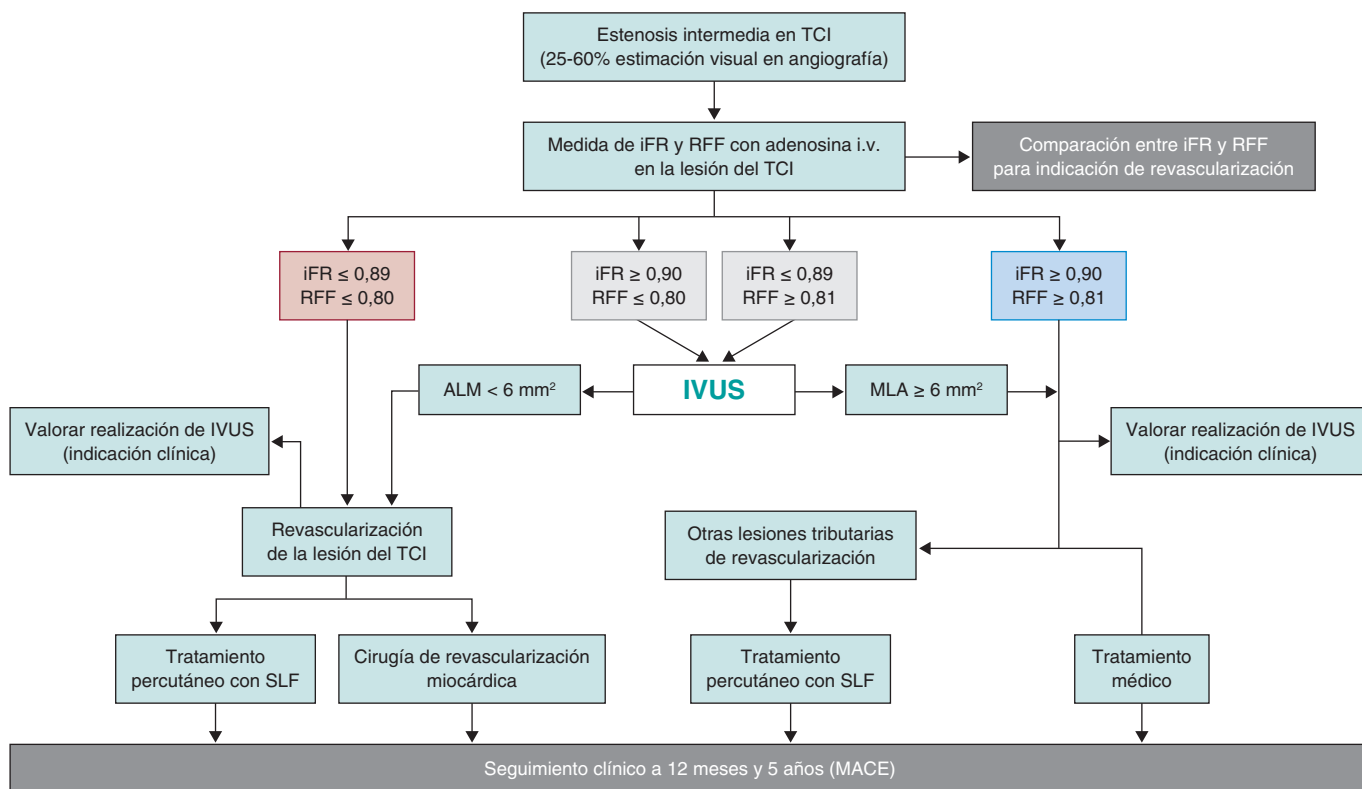 Estenosis intermedia en TCI
(25-60% estimación visual en angiografía)
Medida de iFR y RFF con adenosina i.v.
en la lesión del TCI
Comparación entre iFR y RFF
para indicación de revascularización
iFR ≤ 0,89
RFF ≤ 0,80
iFR ≥ 0,90
RFF ≤ 0,80
iFR ≤ 0,89
RFF ≥ 0,81
iFR ≥ 0,90
RFF ≥ 0,81
ALM < 6 mm²
IVUS
MLA ≥ 6 mm²
Valorar realización de IVUS
(indicación clínica)
Valorar realización de IVUS
(indicación clínica)
Revascularización
de la lesión del TCI
Otras lesiones tributarias
de revascularización
Tratamiento
percutáneo con SLF
Cirugía de revascularización
miocárdica
Tratamiento
percutáneo con SLF
Tratamiento
médico
Seguimiento clínico a 12 meses y 5 años (MACE)